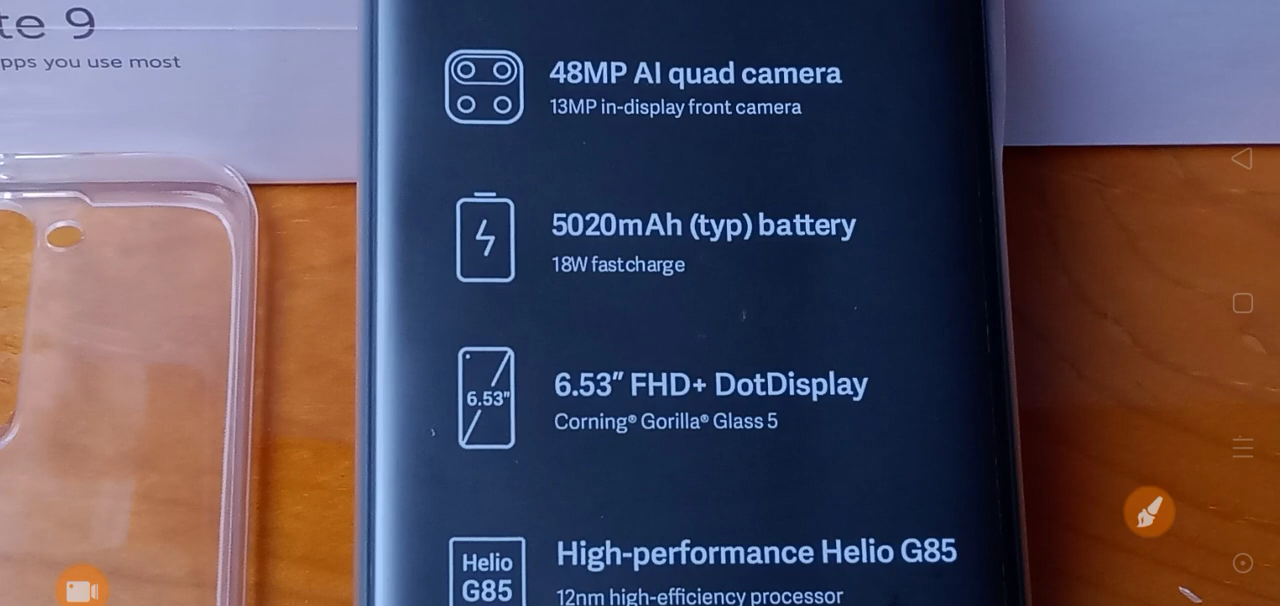 te 9
pps you use most
48MP AI quad camera
13MP in-display front camera
5020mAh (typ) battery
18W fastcharge
6.53"
6.53" FHD+ DotDisplay
Corning® Gorilla® Glass 5
Helio
G85
High-performance Helio G85
12nm high-efficiency processor